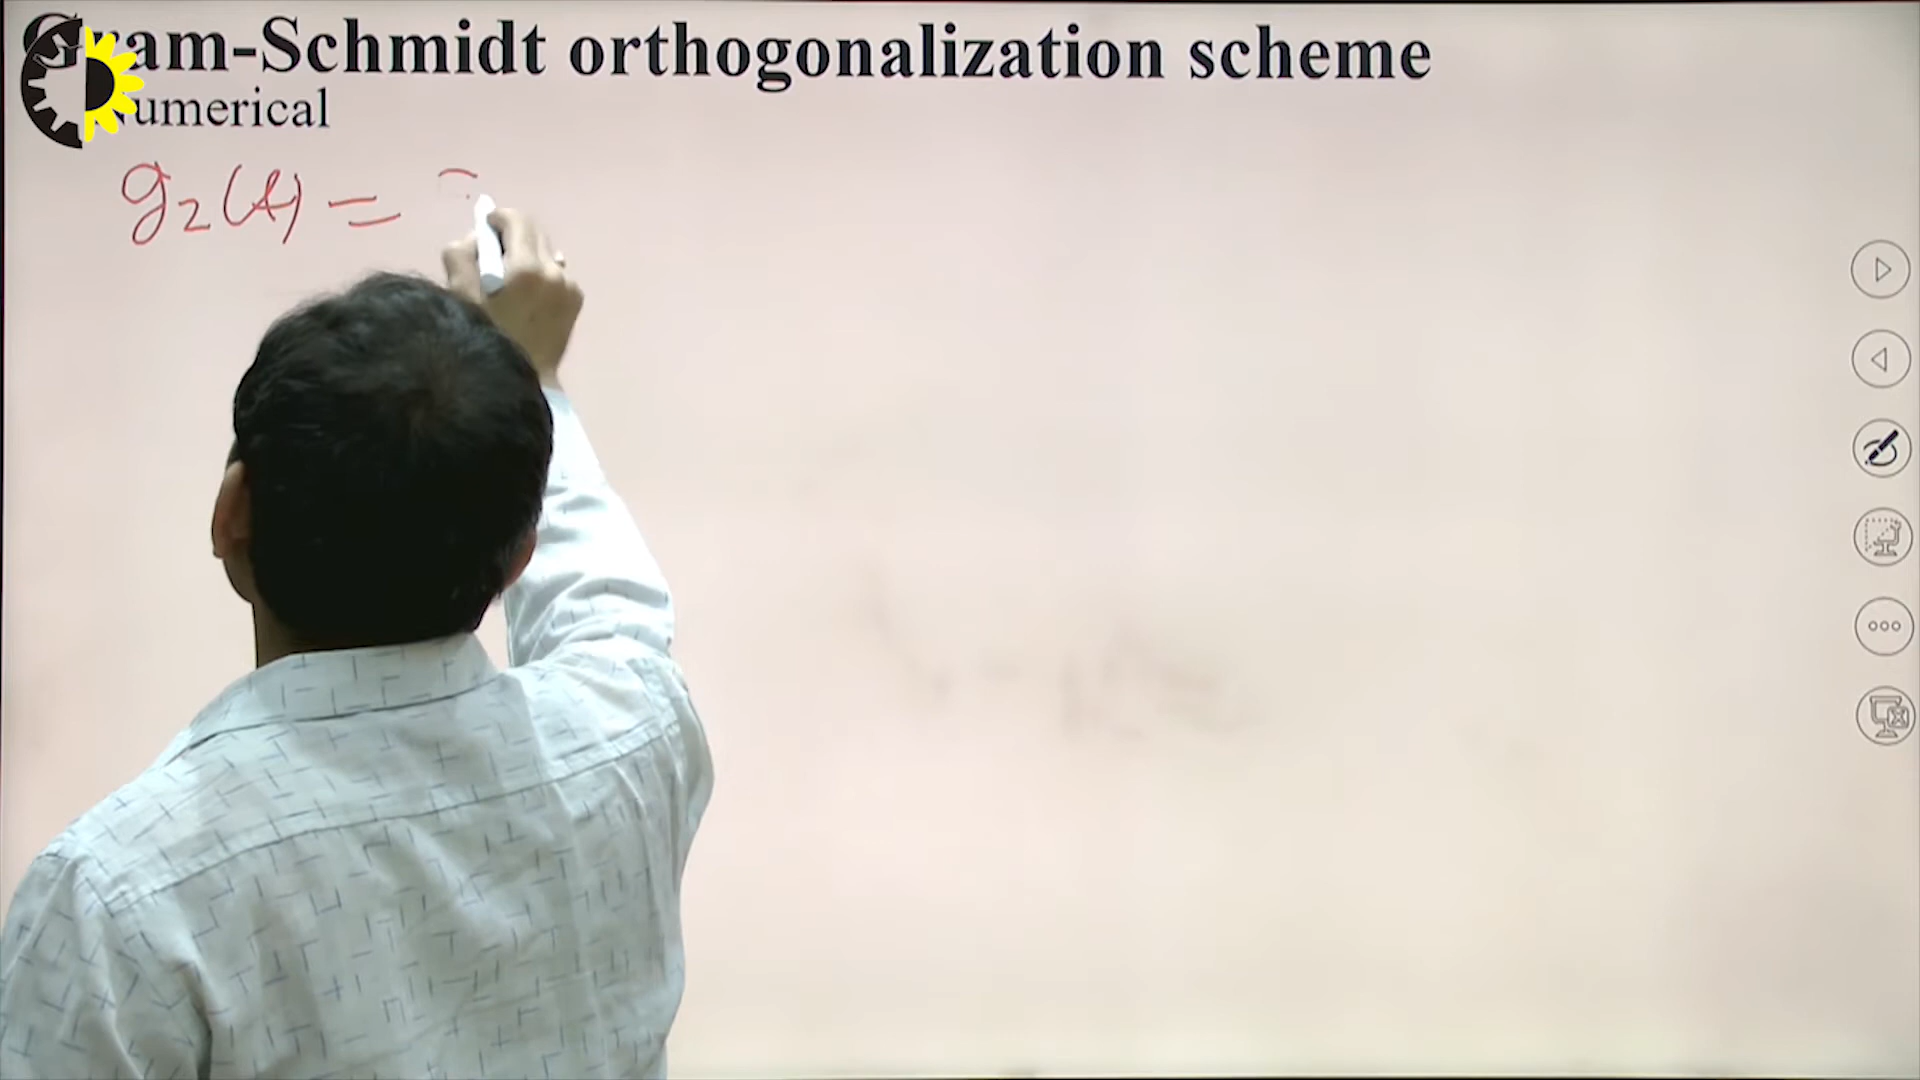 Gram-Schmidt orthogonalization scheme
Numerical
g₂(t) =